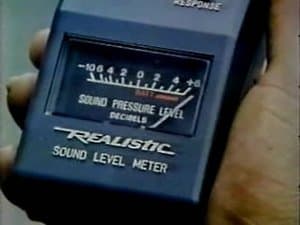 RESPONSE
-10 6 4 2 0 2 4 +6
BATT
SOUND PRESSURE LEVEL
DECIBELS
REALISTIC
SOUND LEVEL METER